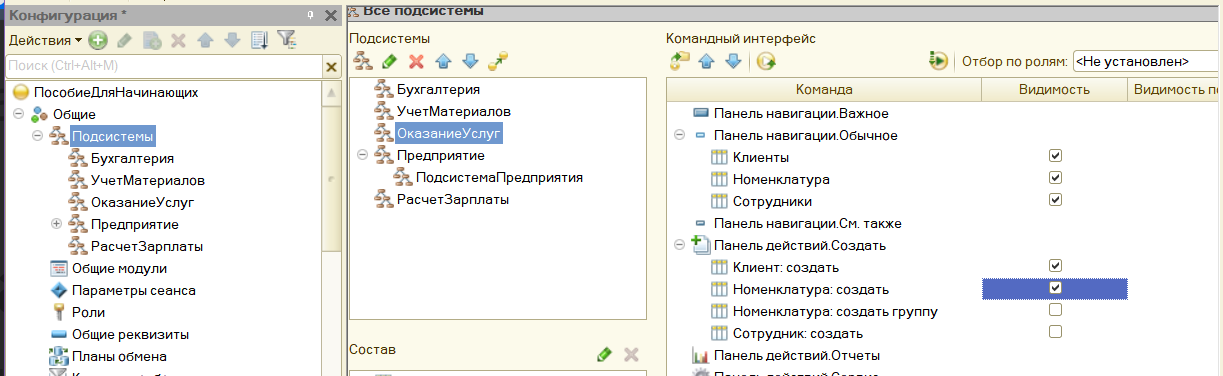 Конфигурация *
Действия
Поиск (Ctrl+Alt+M)
ПособиеДляНачинающих
Общие
Подсистемы
Бухгалтерия
УчетМатериалов
ОказаниеУслуг
Предприятие
РасчетЗарплаты
Общие модули
Параметры сеанса
Роли
Общие реквизиты
Планы обмена
Все подсистемы
Подсистемы
Бухгалтерия
УчетМатериалов
ОказаниеУслуг
Предприятие
ПодсистемаПредприятия
РасчетЗарплаты
Состав
Командный интерфейс
Отбор по ролям: <Не установлен>
Команда Видимость Видимость по
Панель навигации.Важное
Панель навигации.Обычное
Клиенты
Номенклатура
Сотрудники
Панель навигации.См. также
Панель действий.Создать
Клиент: создать
Номенклатура: создать
Номенклатура: создать группу
Сотрудник: создать
Панель действий.Отчеты
Панель действий.Сервис